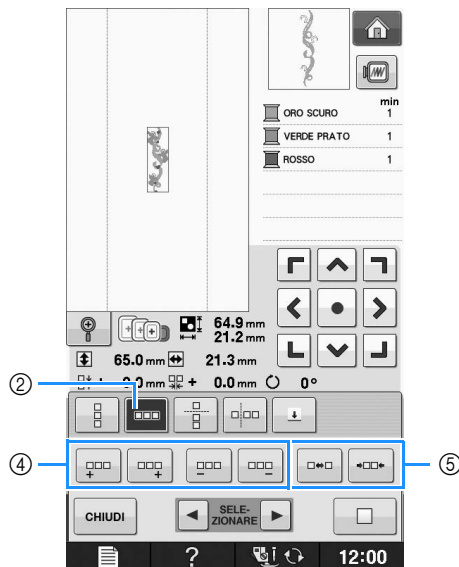 min
ORO SCURO 1
VERDE PRATO 1
ROSSO 1
64.9 mm
21.2 mm
65.0 mm 21.3 mm
+ 0.0 mm + 0.0 mm 0°
②
④
⑤
CHIUDI
SELE-
ZIONARE
? 12:00